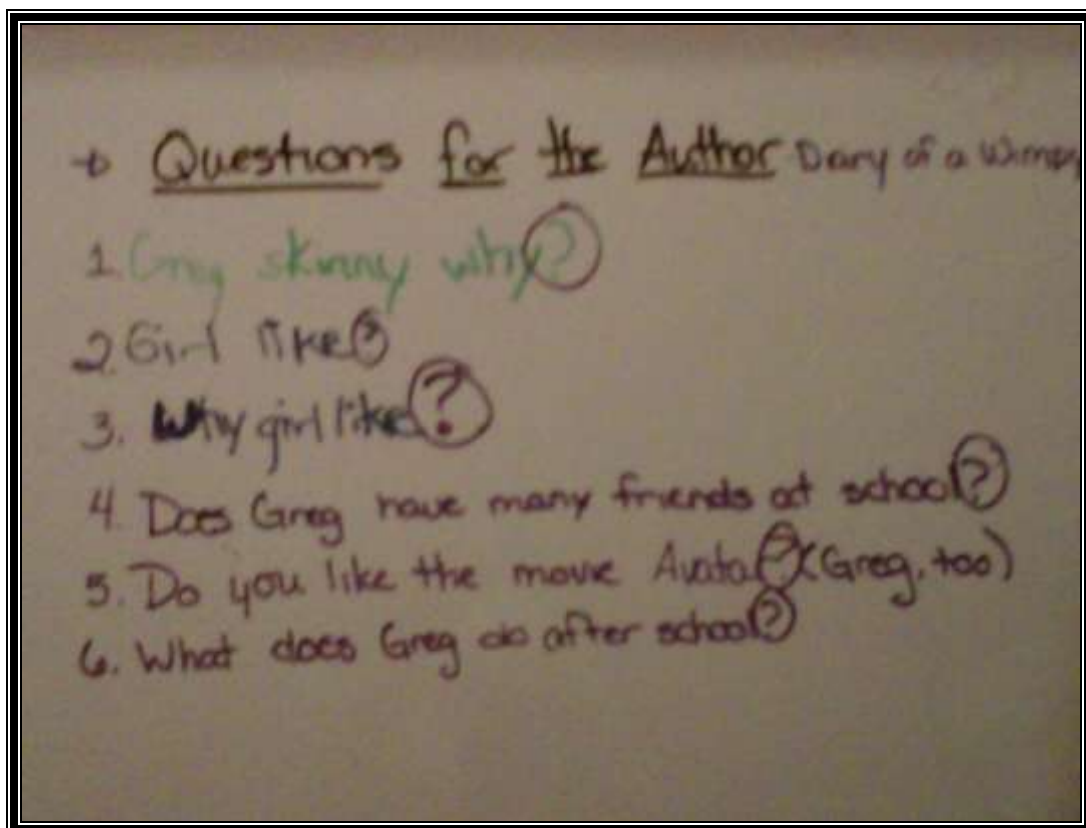 Questions for the Author Diary of a Wimpy
1. Greg skinny why?
2. Girl like?
3. Why girl like?
4. Does Greg have many friends at school?
5. Do you like the movie Avatar? (Greg, too)
6. What does Greg do after school?